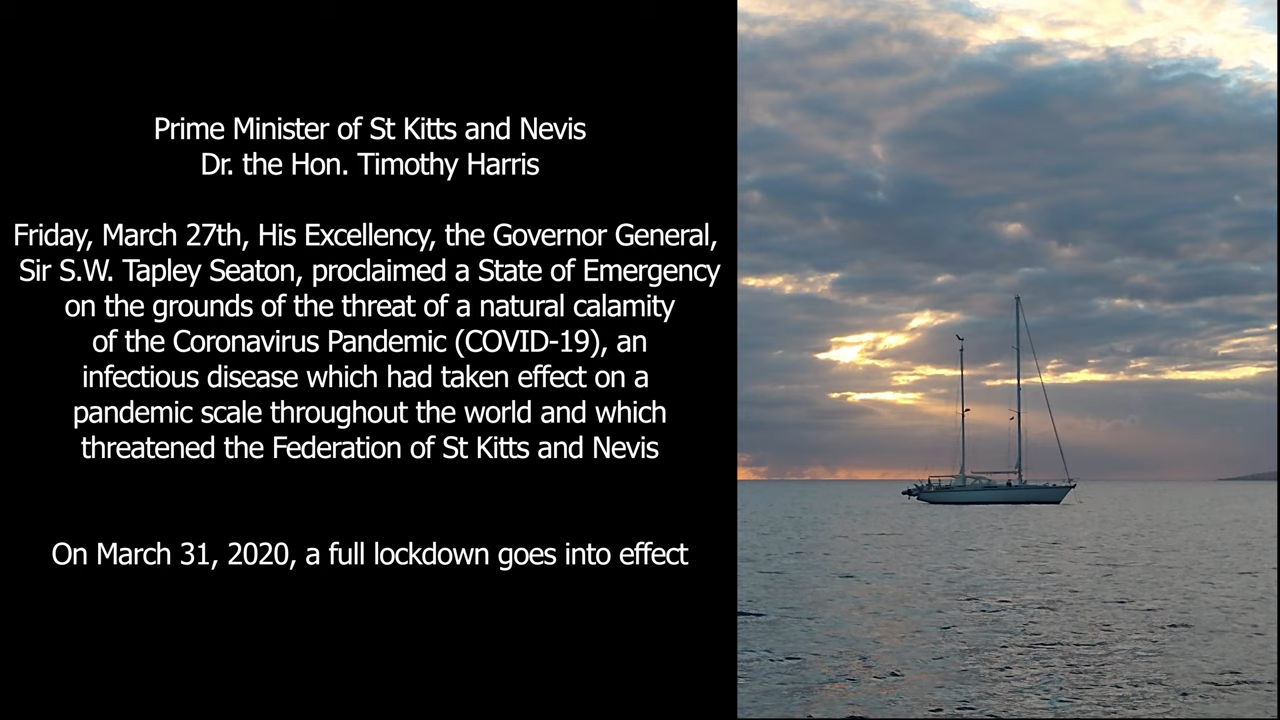 Prime Minister of St Kitts and Nevis
Dr. the Hon. Timothy Harris
Friday, March 27th, His Excellency, the Governor General,
Sir S.W. Tapley Seaton, proclaimed a State of Emergency
on the grounds of the threat of a natural calamity
of the Coronavirus Pandemic (COVID-19), an
infectious disease which had taken effect on a
pandemic scale throughout the world and which
threatened the Federation of St Kitts and Nevis
On March 31, 2020, a full lockdown goes into effect